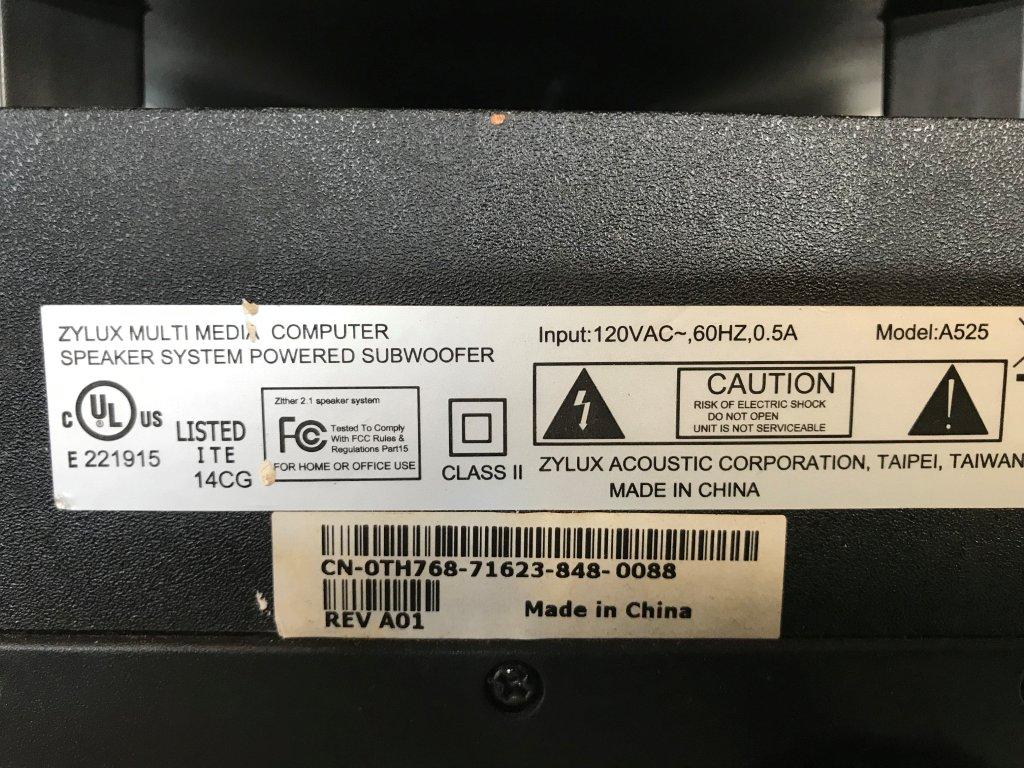 ZYLUX MULTI MEDIA COMPUTER
SPEAKER SYSTEM POWERED SUBWOOFER
Input:120VAC~,60HZ,0.5A
Model:A525
C UL ® US
E 221915
LISTED
ITE
14CG
Zither 2.1 speaker system
FC Tested To Comply
With FCC Rules &
Regulations Part15
FOR HOME OR OFFICE USE
CLASS II
CAUTION
RISK OF ELECTRIC SHOCK
DO NOT OPEN
UNIT IS NOT SERVICEABLE
ZYLUX ACOUSTIC CORPORATION, TAIPEI, TAIWAN
MADE IN CHINA
CN-0TH768-71623-848-0088
REV A01
Made in China